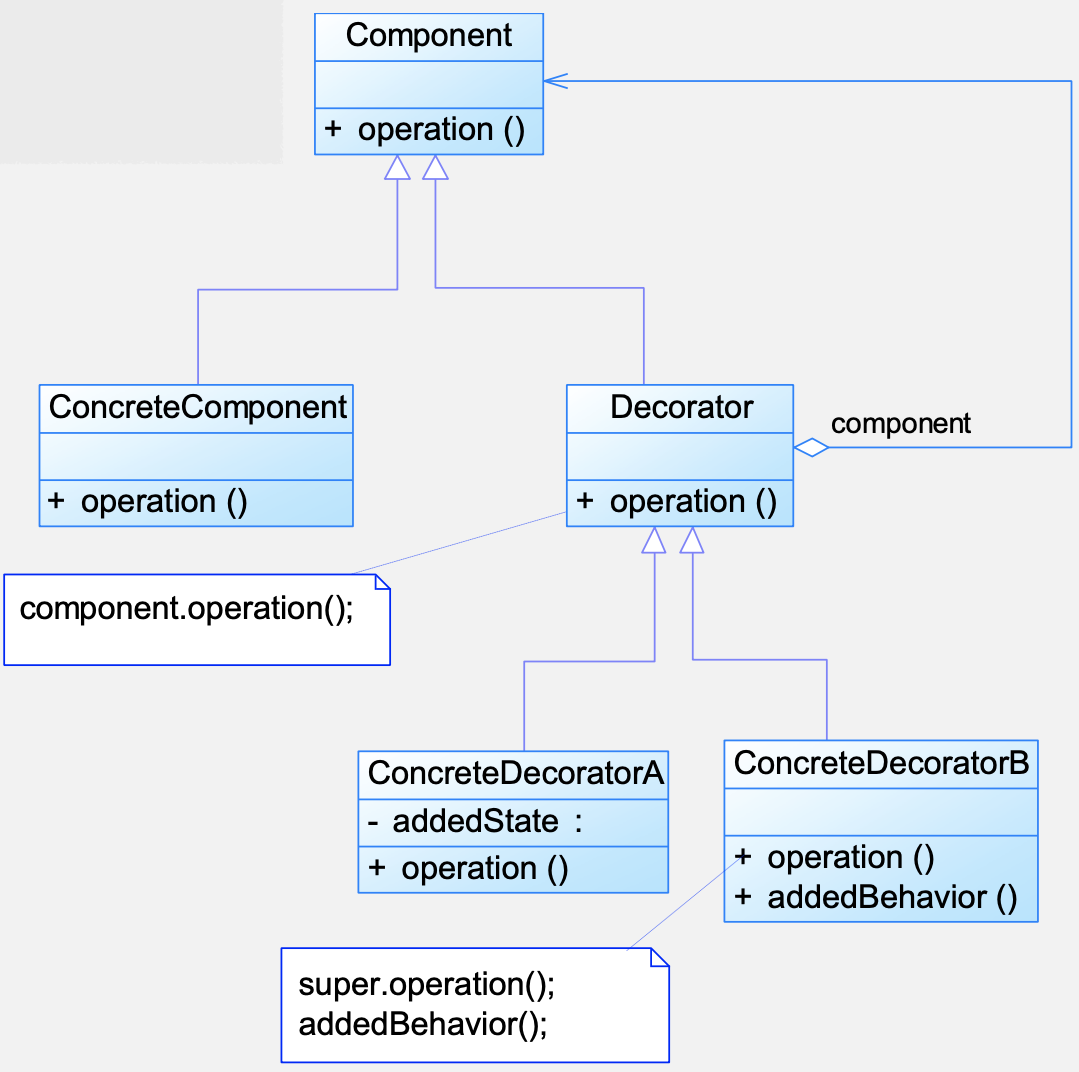 Component
+ operation ()
ConcreteComponent
+ operation ()
Decorator
+ operation ()
component
component.operation();
ConcreteDecoratorA
- addedState :
+ operation ()
ConcreteDecoratorB
+ operation ()
+ addedBehavior ()
super.operation();
addedBehavior();